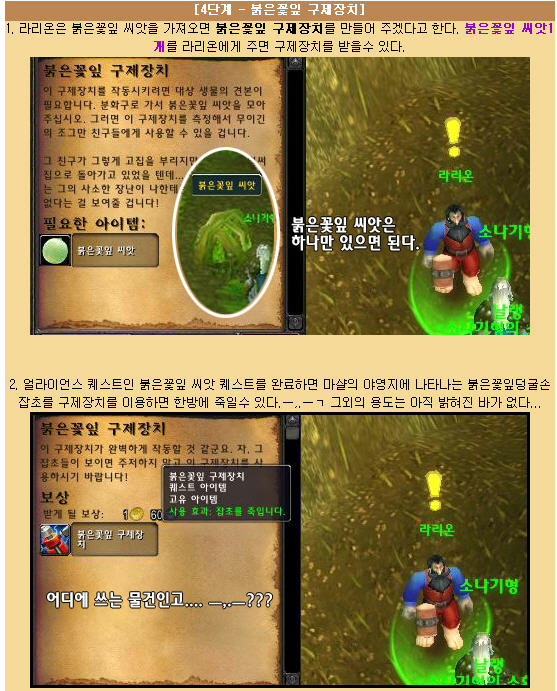 [4단계 - 붉은꽃잎 구제장치]
1. 라리온은 붉은꽃잎 씨앗을 가져오면 붉은꽃잎 구제장치를 만들어 주겠다고 한다. 붉은꽃잎 씨앗1
개를 라리온에게 주면 구제장치를 받을수 있다.
붉은꽃잎 구제장치
이 구제장치를 작동시키려면 대상 생물의 견본이
필요합니다. 분화구로 가서 붉은꽃잎 씨앗을 모아
주십시오. 그러면 이 구제장치를 측정해서 무이긴
의 조그만 친구들에게 사용할 수 있을 겁니다.
그 친구가 그렇게 고집을 부리지만
집으로 돌아가고 있었을 텐데...
는 그의 사소한 장난이 나한테
없다는 걸 보여줄 겁니다!
필요한 아이템:
붉은꽃잎 씨앗
붉은꽃잎 씨앗
소나기형
붉은꽃잎 씨앗은
하나만 있으면 된다.
라리온
소나기형
날랭
소나기형의 소
2. 얼라이언스 퀘스트인 붉은꽃잎 씨앗 퀘스트를 완료하면 마샬의 야영지에 나타나는 붉은꽃잎덩굴손
잡초를 구제장치를 이용하면 한방에 죽일수 있다.ㅡ,.ㅡㄱ 그외의 용도는 아직 밝혀진 바가 없다...
붉은꽃잎 구제장치
이 구제장치가 완벽하게 작동할 것 같군요. 자, 그
잡초들이 보이면 주저하지 말고 이 구제장치를 사
용하시기 바랍니다!
보상
받게 될 보상: 1 60
붉은꽃잎 구제장
치
붉은꽃잎 구제장치
퀘스트 아이템
고유 아이템
사용 효과: 잡초를 죽입니다.
어디에 쓰는 물건인고.... ㅡ,.ㅡ???
라리온
소나기형
날랭
소나기형의 소